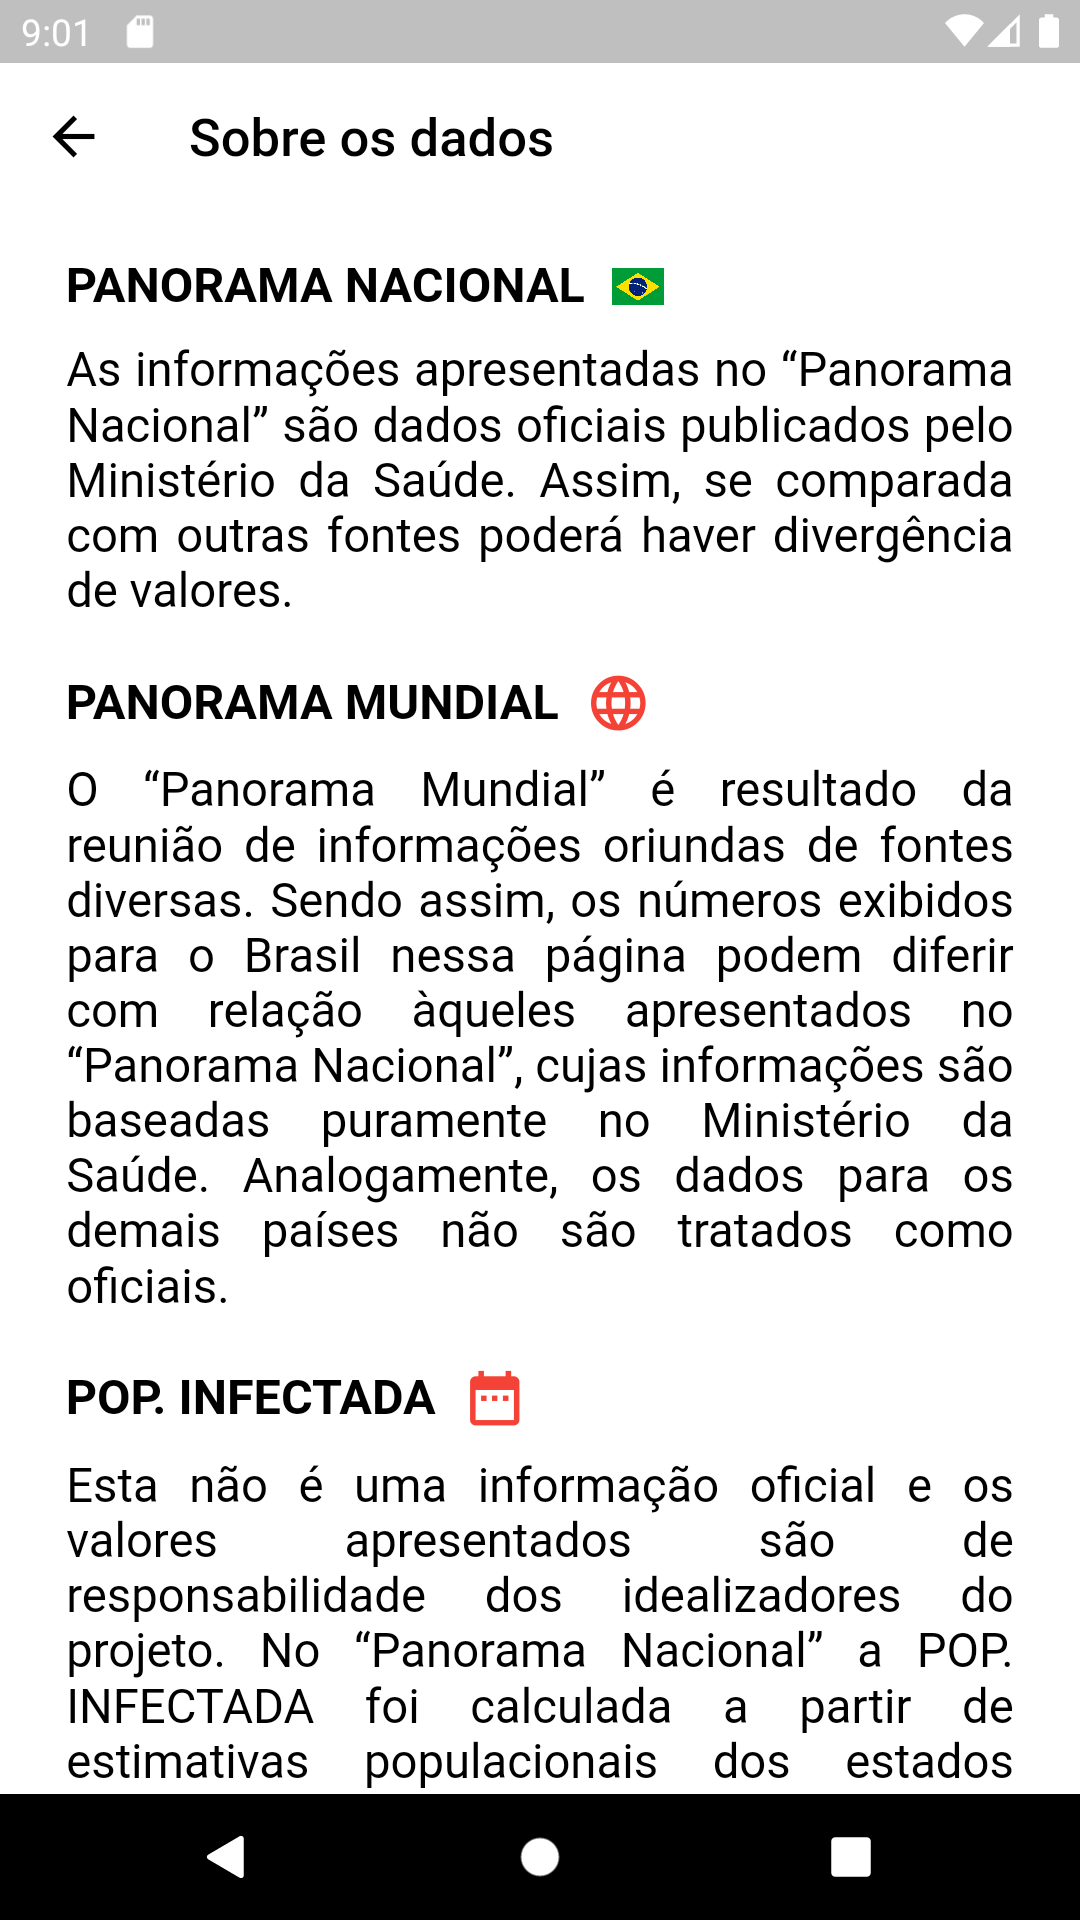 9:01
Sobre os dados
PANORAMA NACIONAL
As informações apresentadas no “Panorama
Nacional” são dados oficiais publicados pelo
Ministério da Saúde. Assim, se comparada
com outras fontes poderá haver divergência
de valores.
PANORAMA MUNDIAL
O “Panorama Mundial” é resultado da
reunião de informações oriundas de fontes
diversas. Sendo assim, os números exibidos
para o Brasil nessa página podem diferir
com relação àqueles apresentados no
“Panorama Nacional”, cujas informações são
baseadas puramente no Ministério da
Saúde. Analogamente, os dados para os
demais países não são tratados como
oficiais.
POP. INFECTADA
Esta não é uma informação oficial e os
valores apresentados são de
responsabilidade dos idealizadores do
projeto. No “Panorama Nacional” a POP.
INFECTADA foi calculada a partir de
estimativas populacionais dos estados